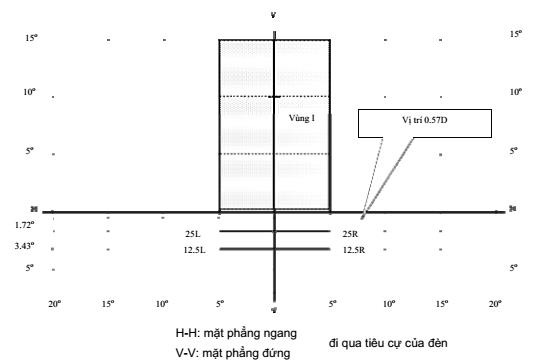 V
15° 15°
10° 10°
Vùng I
Vị trí 0.57D
5° 5°
H H
1.72°
25L 25R
3.43°
12.5L 12.5R
5° 5°
20° 15° 10° 5° 5° 10° 15° 20°
H-H: mặt phẳng ngang
đi qua tiêu cự của đèn
V-V: mặt phẳng đứng